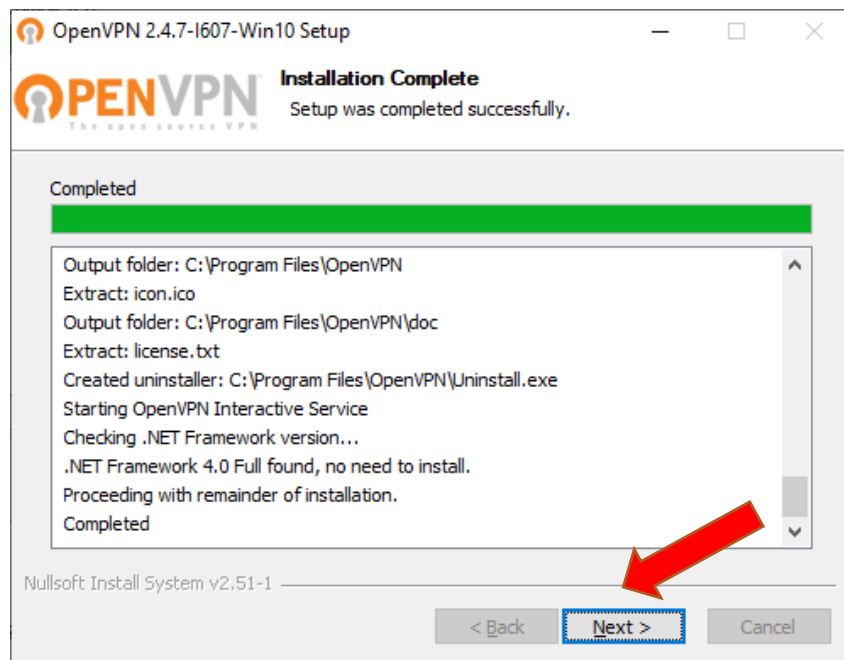 OpenVPN 2.4.7-I607-Win10 Setup
OPENVPN
The open source VPN
Installation Complete
Setup was completed successfully.
Completed
Output folder: C:\Program Files\OpenVPN
Extract: icon.ico
Output folder: C:\Program Files\OpenVPN\doc
Extract: license.txt
Created uninstaller: C:\Program Files\OpenVPN\Uninstall.exe
Starting OpenVPN Interactive Service
Checking .NET Framework version...
.NET Framework 4.0 Full found, no need to install.
Proceeding with remainder of installation.
Completed
Nullsoft Install System v2.51-1
< Back Next > Cancel